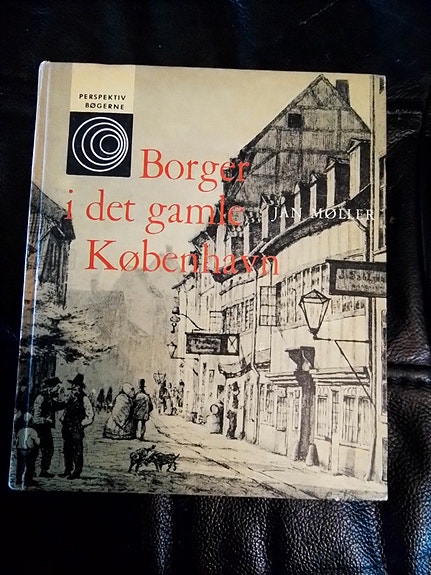 PERSPEKTIV
BØGERNE
Borger
i det gamle
JAN MØLLER
København